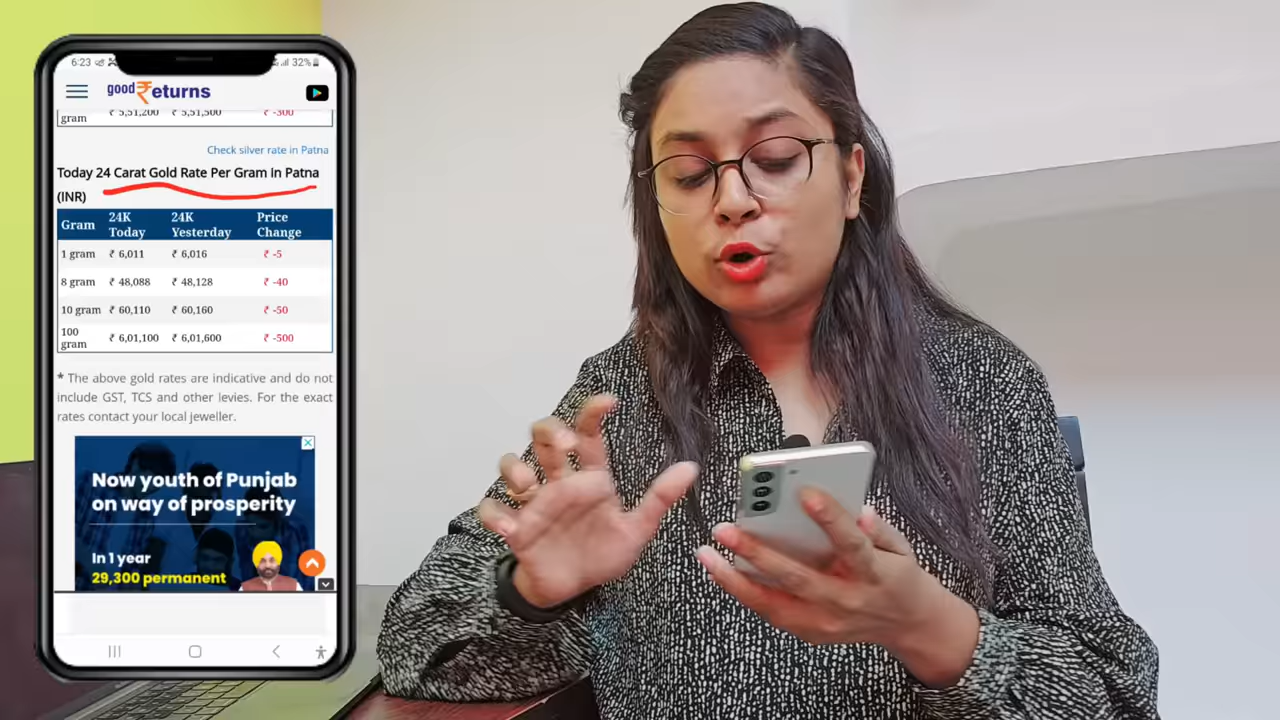 6:23
32%
good₹eturns
gram ₹ 5,51,200 ₹ 5,51,500 ₹ -300
Check silver rate in Patna
Today 24 Carat Gold Rate Per Gram in Patna
(INR)
Gram 24K Today 24K Yesterday Price Change
1 gram ₹ 6,011 ₹ 6,016 ₹ -5
8 gram ₹ 48,088 ₹ 48,128 ₹ -40
10 gram ₹ 60,110 ₹ 60,160 ₹ -50
100 gram ₹ 6,01,100 ₹ 6,01,600 ₹ -500
* The above gold rates are indicative and do not
include GST, TCS and other levies. For the exact
rates contact your local jeweller.
Now youth of Punjab
on way of prosperity
In 1 year
29,300 permanent